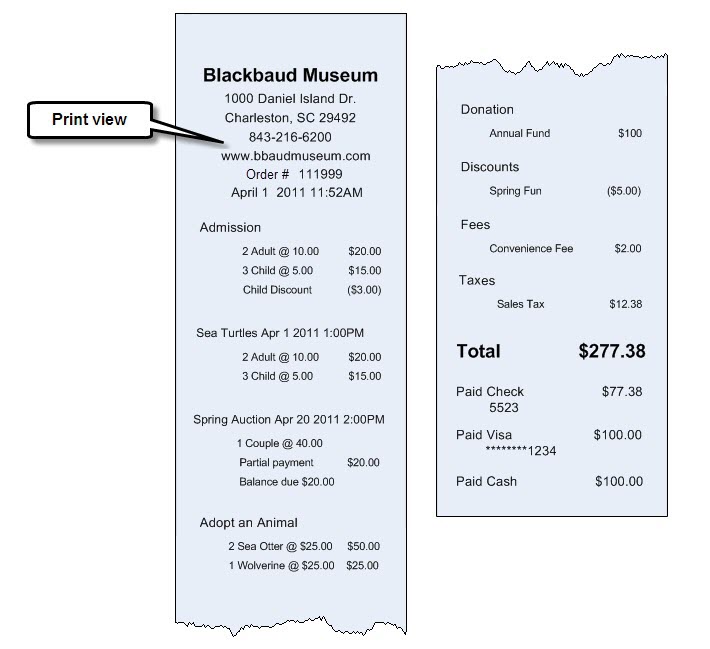 Print view
Blackbaud Museum
1000 Daniel Island Dr.
Charleston, SC 29492
843-216-6200
www.bbaudmuseum.com
Order # 111999
April 1 2011 11:52AM
Admission
2 Adult @ 10.00 $20.00
3 Child @ 5.00 $15.00
Child Discount ($3.00)
Sea Turtles Apr 1 2011 1:00PM
2 Adult @ 10.00 $20.00
3 Child @ 5.00 $15.00
Spring Auction Apr 20 2011 2:00PM
1 Couple @ 40.00
Partial payment $20.00
Balance due $20.00
Adopt an Animal
2 Sea Otter @ $25.00 $50.00
1 Wolverine @ $25.00 $25.00
Donation
Annual Fund $100
Discounts
Spring Fun ($5.00)
Fees
Convenience Fee $2.00
Taxes
Sales Tax $12.38
Total $277.38
Paid Check $77.38
5523
Paid Visa $100.00
********1234
Paid Cash $100.00